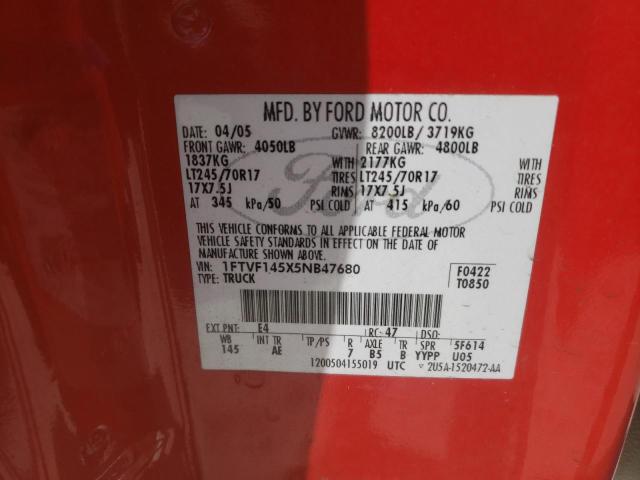 MFD. BY FORD MOTOR CO.
DATE: 04/05 GVWR: 8200LB/ 3719KG
FRONT GAWR: 4050LB REAR GAWR: 4800LB
1837KG WITH 2177KG WITH
LT245/70R17 TIRES LT245/70R17 TIRES
17X7.5J RIMS 17X7.5J RIMS
AT 345 kPa/50 PSI COLD AT 415 kPa/60 PSI COLD
THIS VEHICLE CONFORMS TO ALL APPLICABLE FEDERAL MOTOR
VEHICLE SAFETY STANDARDS IN EFFECT ON THE DATE OF
MANUFACTURE SHOWN ABOVE.
VIN: 1FTVF145X5NB47680 F0422
TYPE: TRUCK T0850
EXT PNT: E4 RC: 47 DSO:
WB INT TR TP/PS R AXLE TR SPR 5F614
145 AE 7 B5 B YYPP U05
1200504155019 UTC 2U5A-1520472-AA
Ford